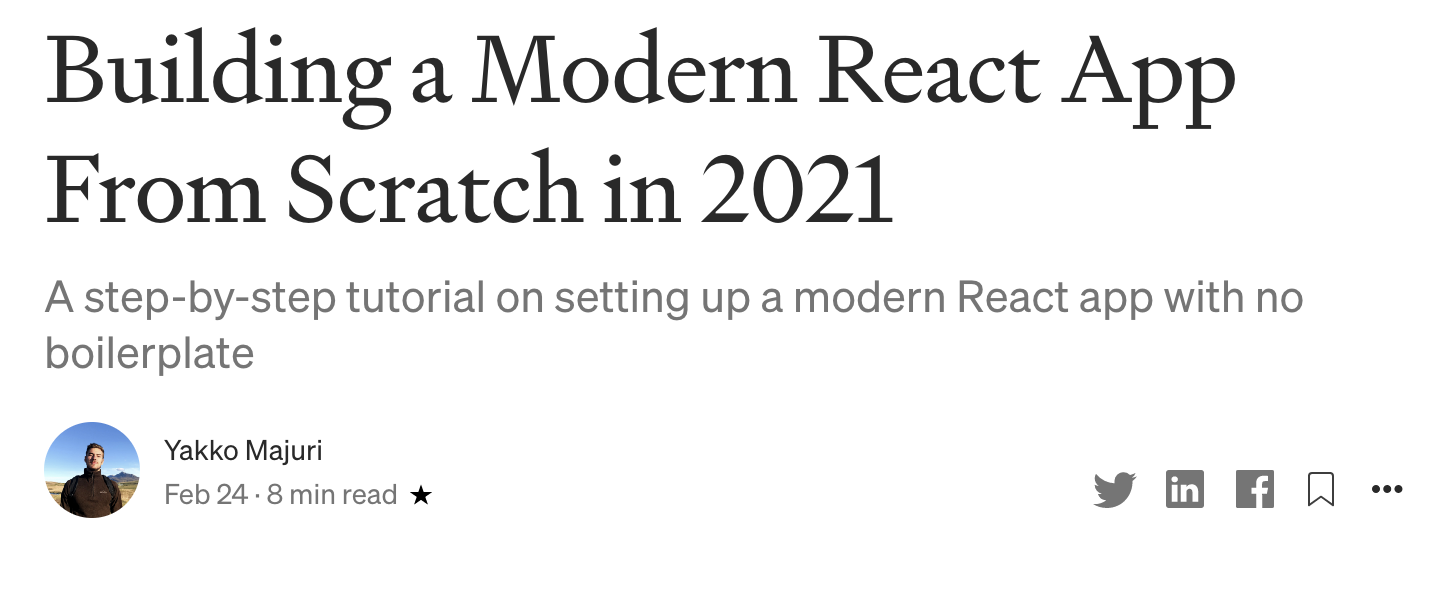 Building a Modern React App
From Scratch in 2021
A step-by-step tutorial on setting up a modern React app with no
boilerplate
Yakko Majuri
Feb 24 · 8 min read ★